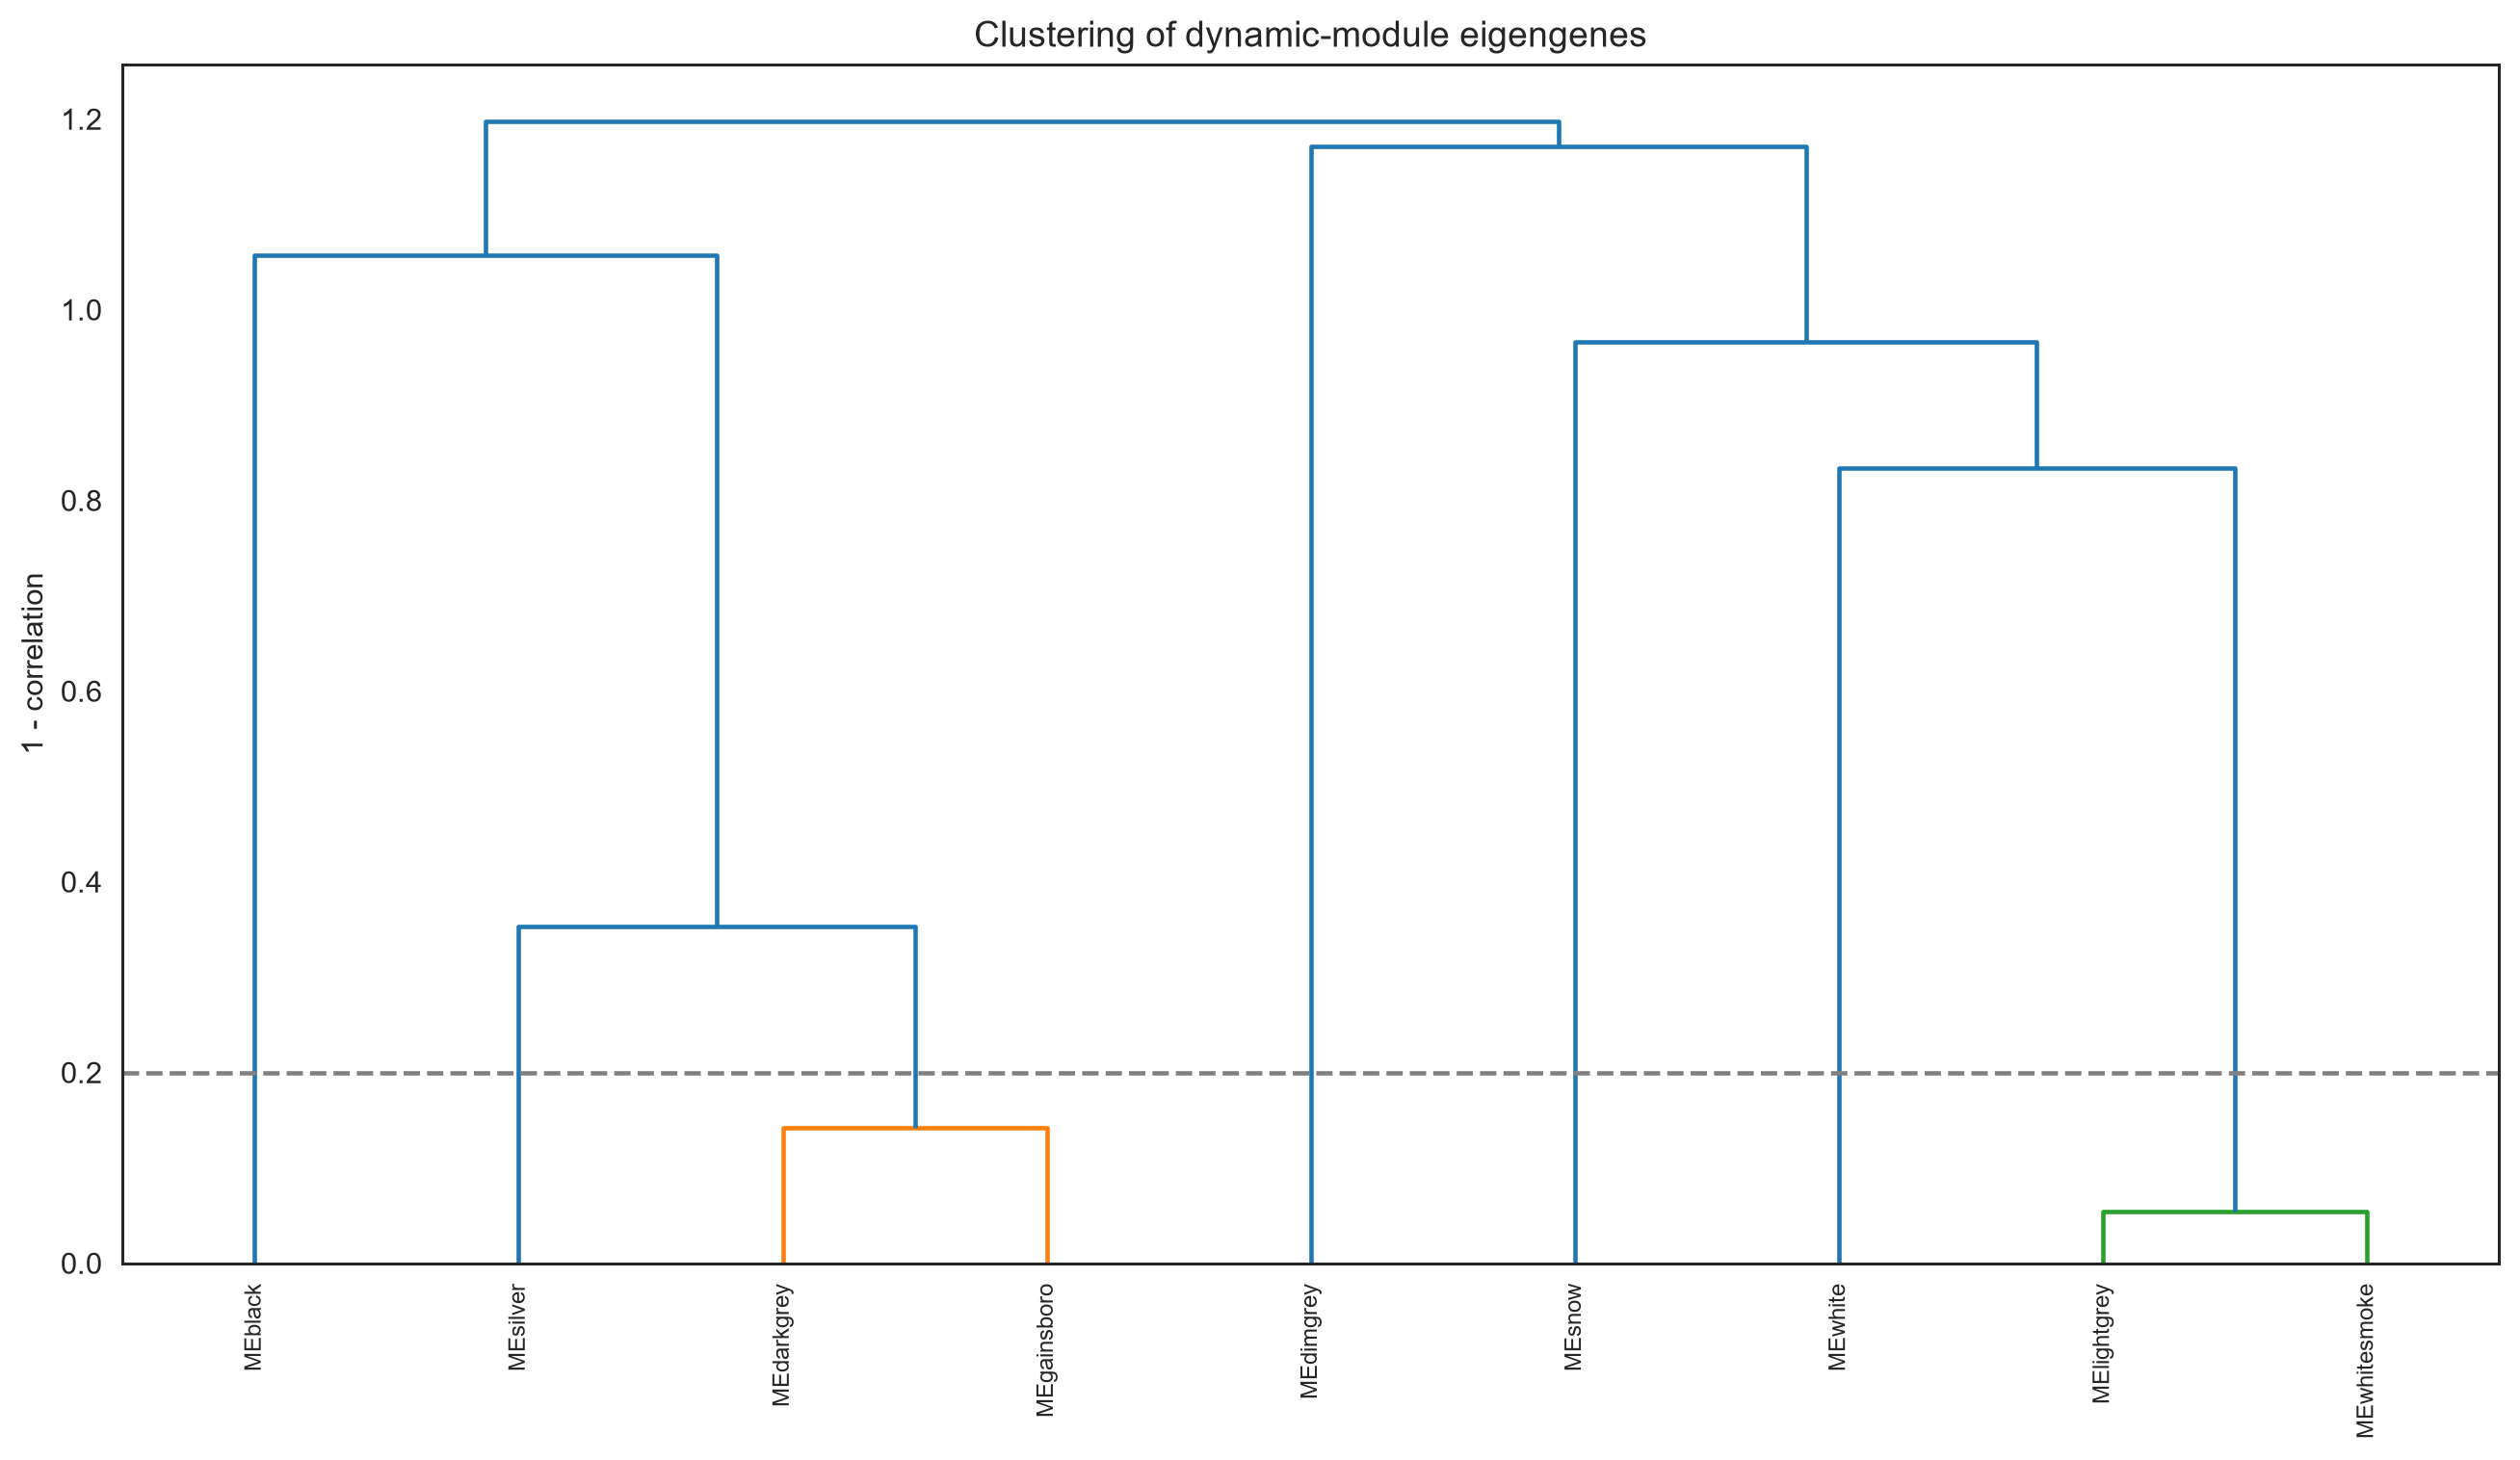 Clustering of dynamic-module eigengenes
1.2
1.0
0.8
0.6
0.4
0.2
0.0
1 - correlation
MEblack
MEsilver
MEdarkgrey
MEgainsboro
MEdimgrey
MEsnow
MEwhite
MElightgrey
MEwhitesmoke